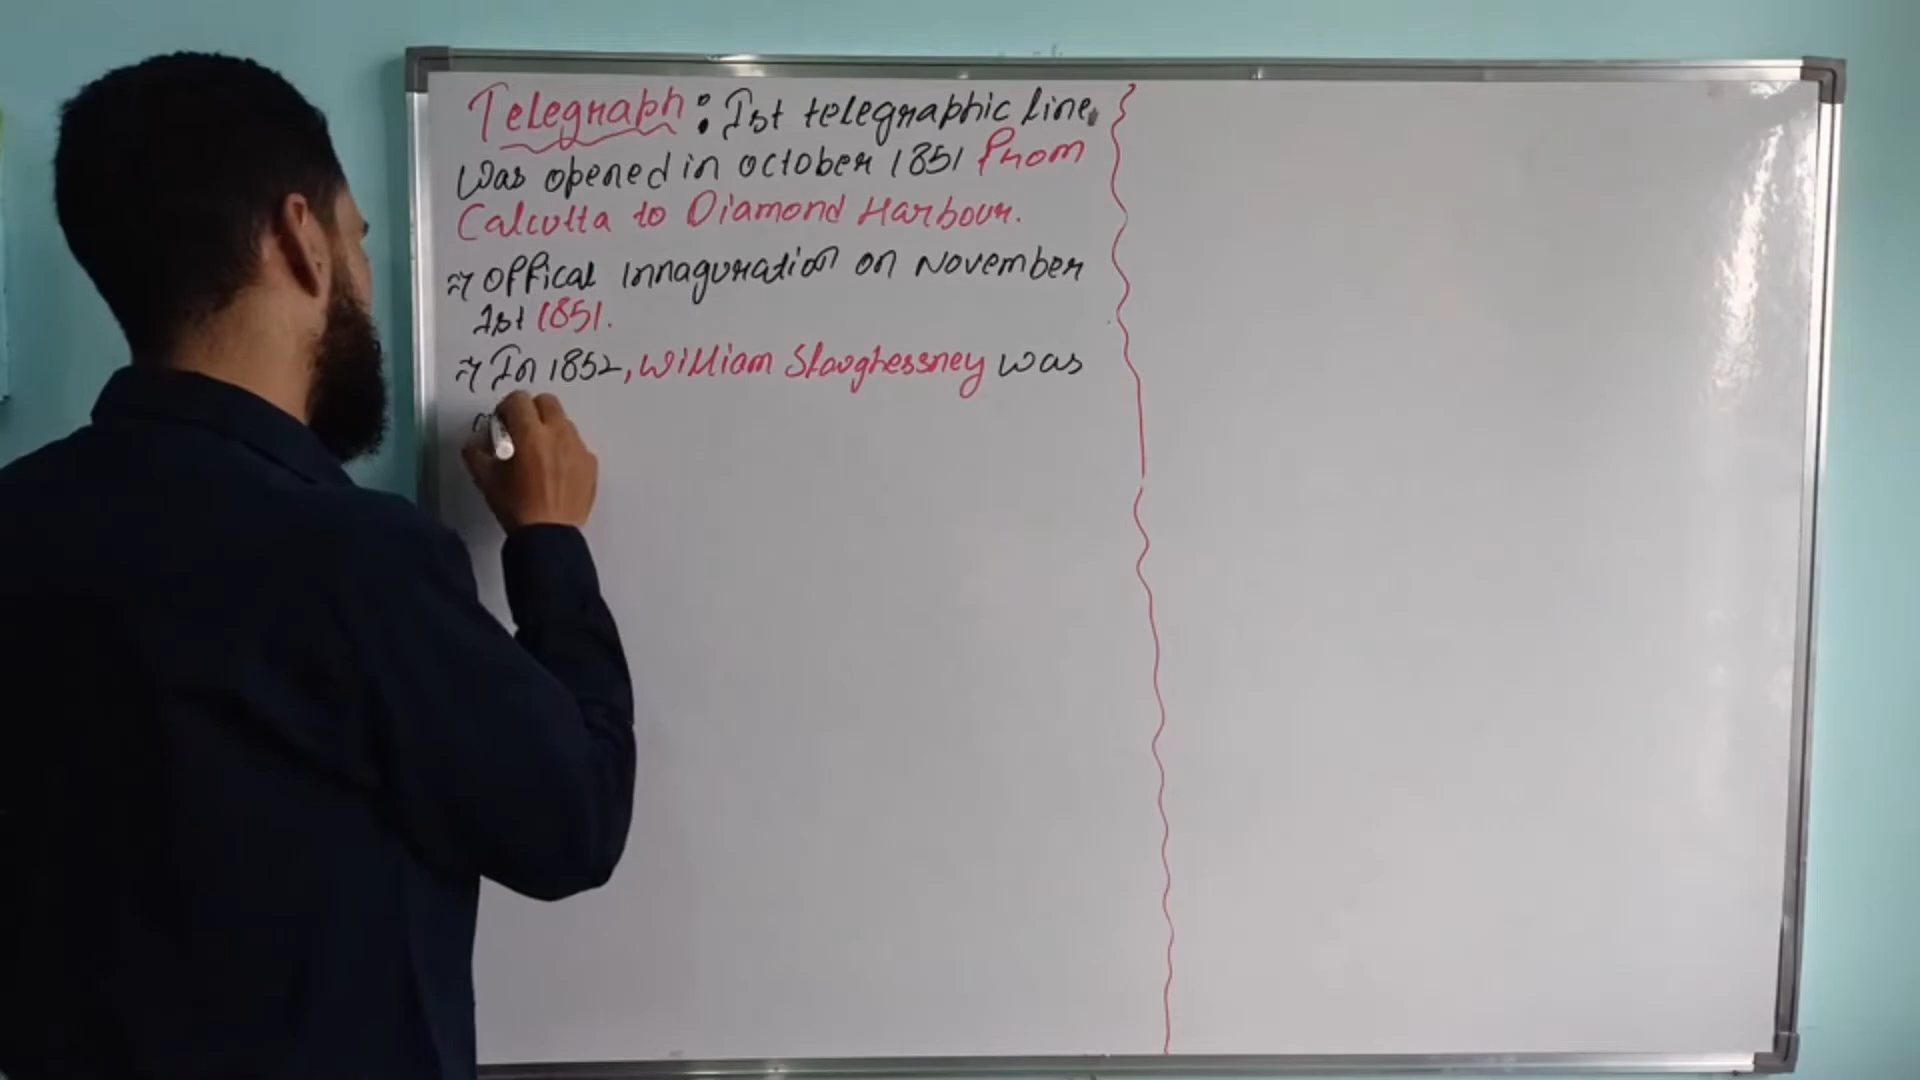 Telegraph: Ist telegraphic line
was opened in october 1851 from
Calcutta to Diamond Harbour.
offical innaguration on November
1st 1851.
In 1852, William Slaughessney was